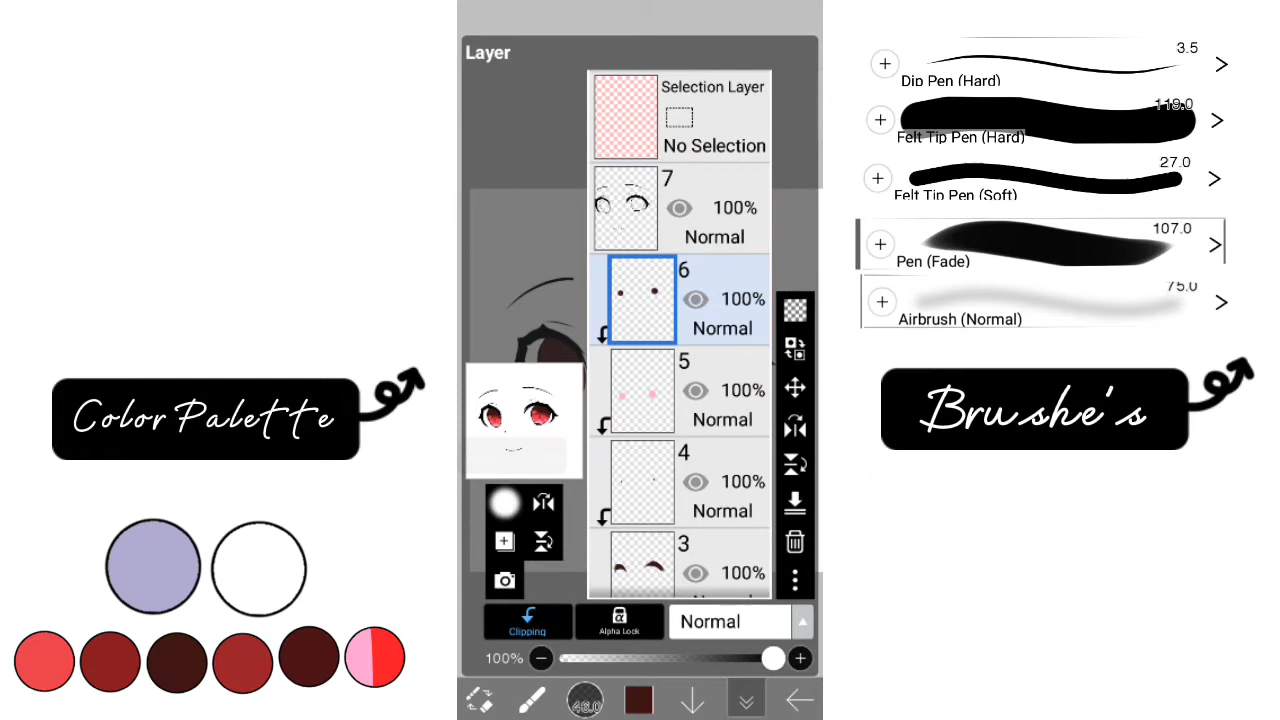 Color Palette
Layer
Selection Layer
No Selection
7
100%
Normal
6
100%
Normal
5
100%
Normal
4
100%
Normal
3
100%
Clipping
Alpha Lock
Normal
100%
46.0
3.5
Dip Pen (Hard)
119.0
Felt Tip Pen (Hard)
27.0
Felt Tip Pen (Soft)
107.0
Pen (Fade)
75.0
Airbrush (Normal)
Brushe's